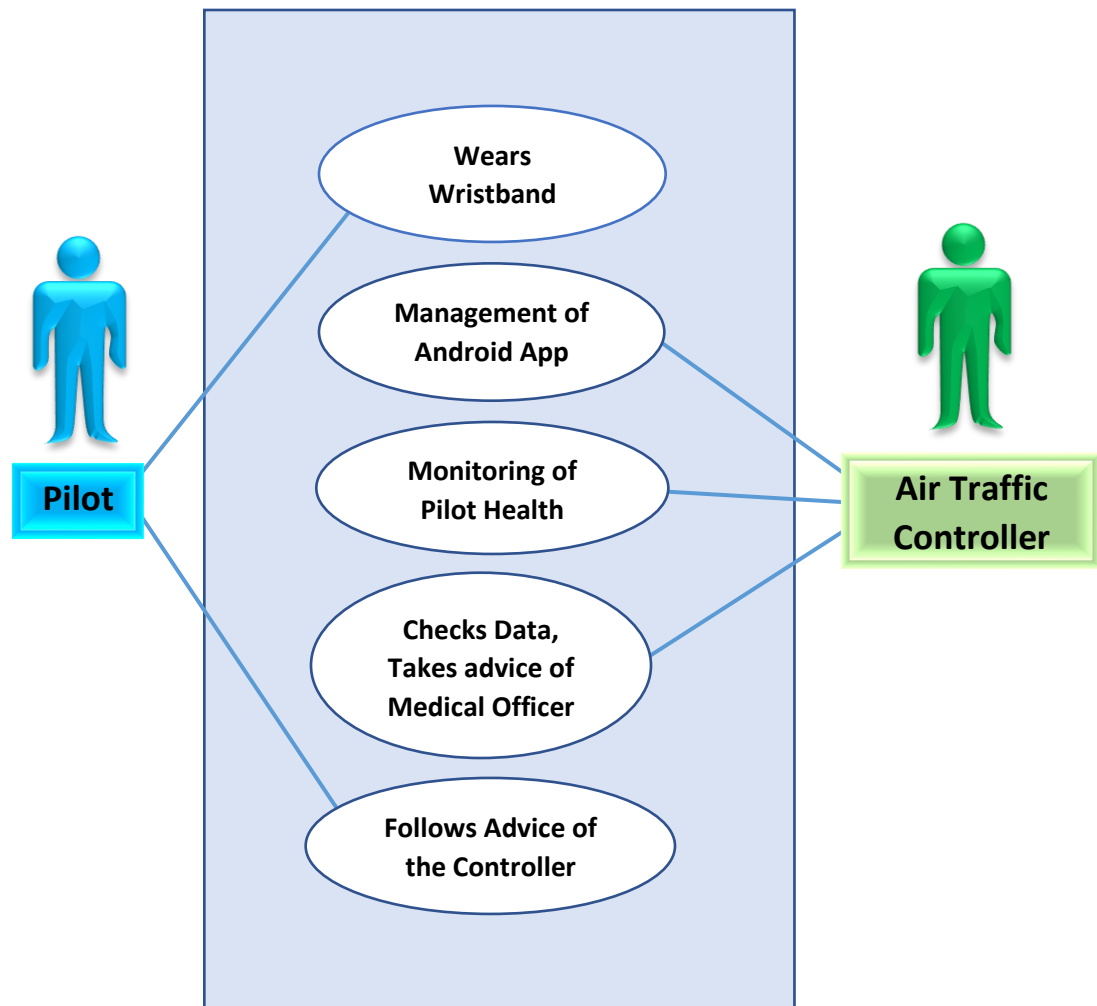 Wears
Wristband
Management of
Android App
Monitoring of
Pilot Health
Pilot
Air Traffic
Controller
Checks Data,
Takes advice of
Medical Officer
Follows Advice of
the Controller